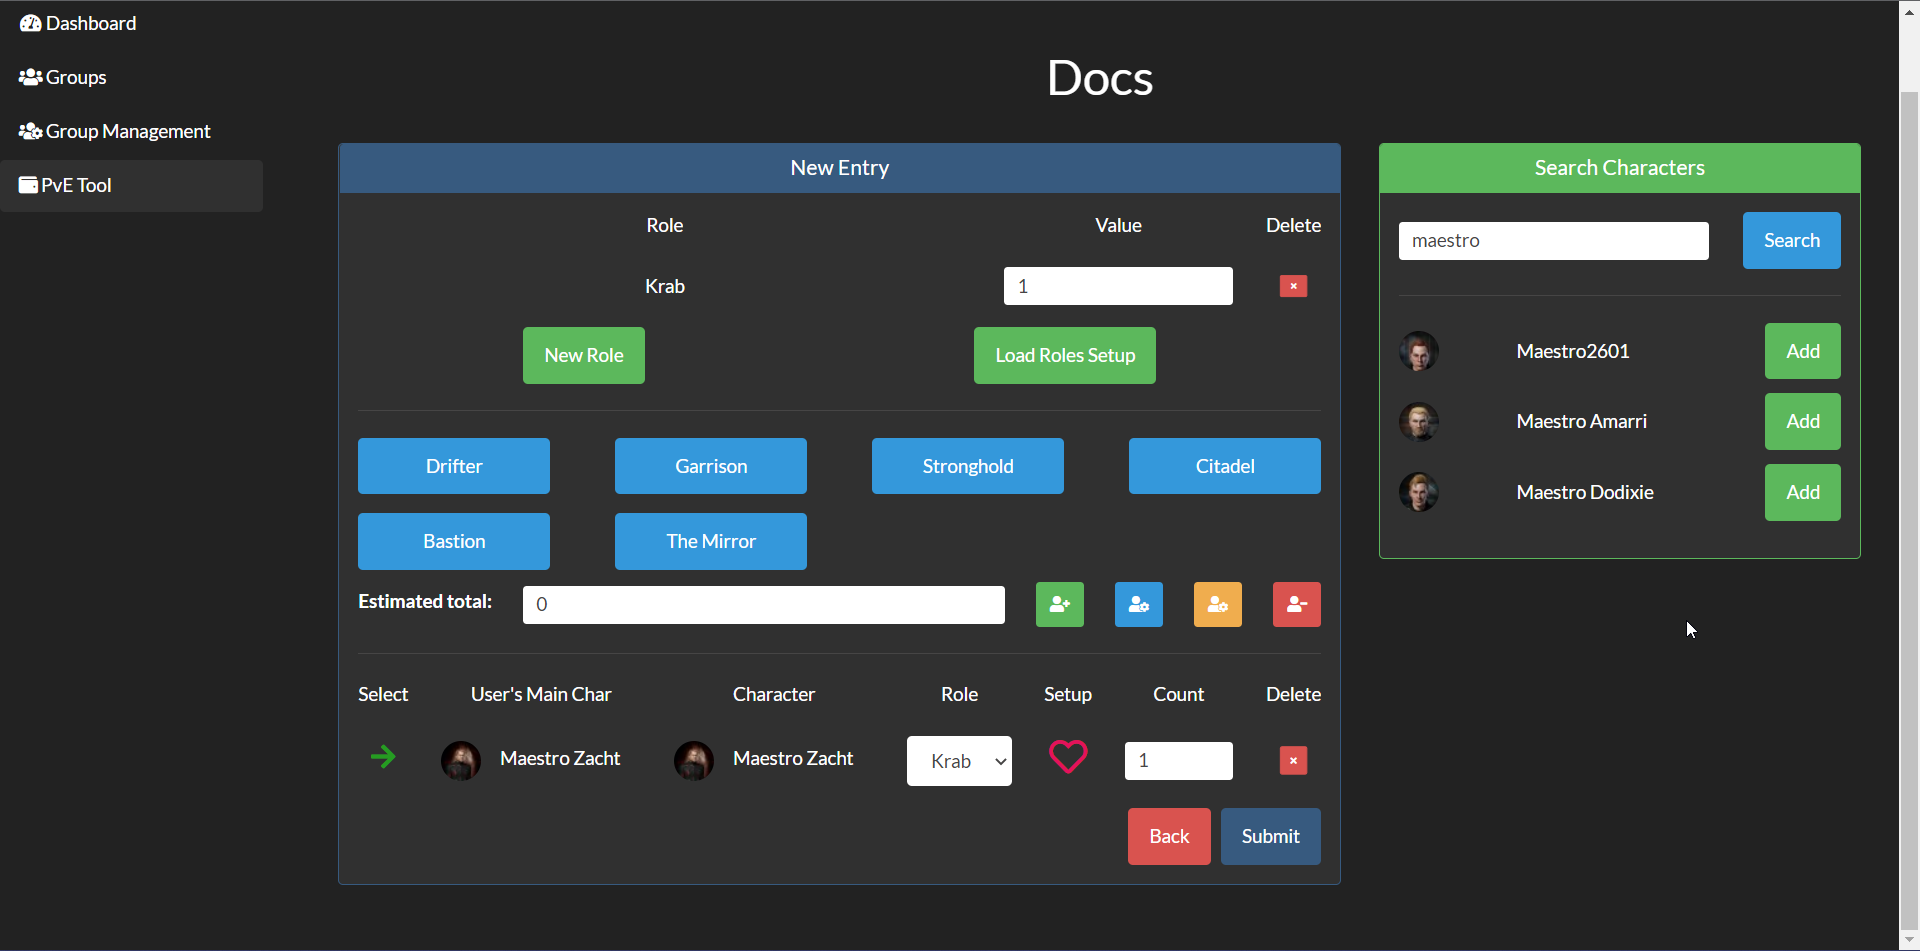 Dashboard
Groups
Group Management
PvE Tool
Docs
New Entry
Role Value Delete
Krab 1
New Role Load Roles Setup
Drifter Garrison Stronghold Citadel
Bastion The Mirror
Estimated total: 0
Select User's Main Char Character Role Setup Count Delete
Maestro Zacht Maestro Zacht Krab 1
Back Submit
Search Characters
maestro Search
Maestro2601 Add
Maestro Amarri Add
Maestro Dodixie Add